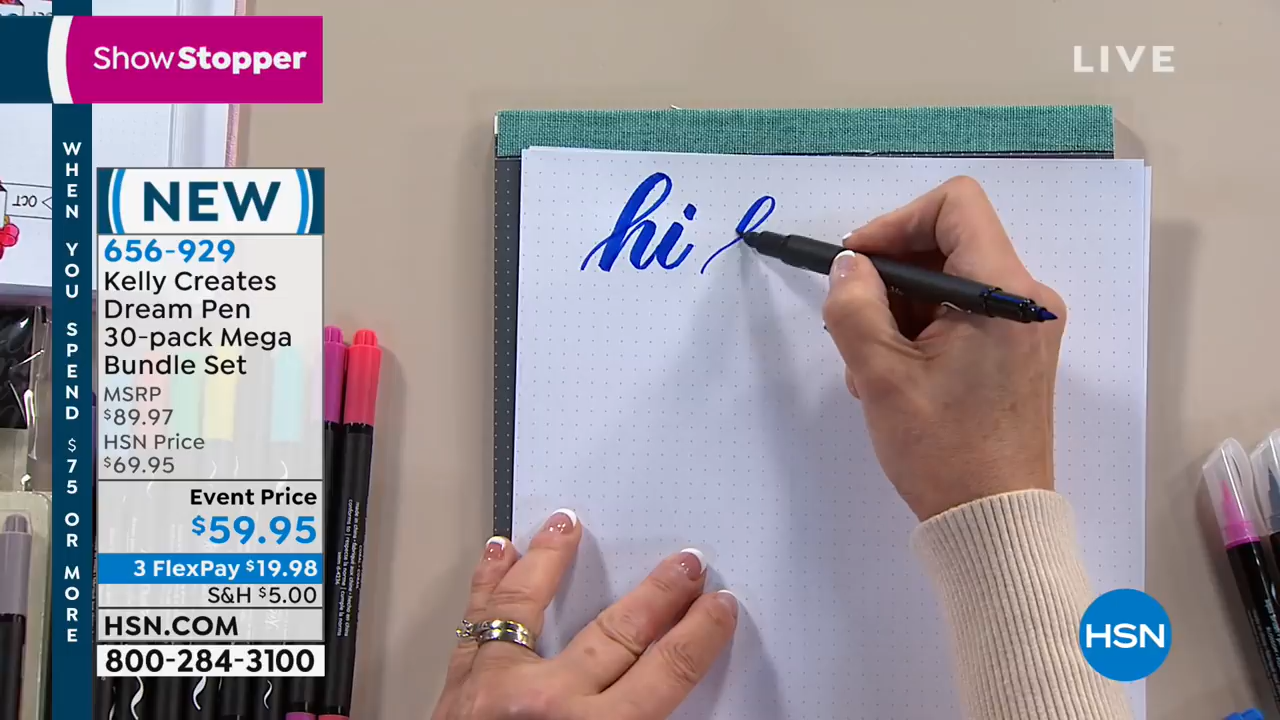 ShowStopper
LIVE
WHEN YOU SPEND $75 OR MORE
NEW
656-929
Kelly Creates
Dream Pen
30-pack Mega
Bundle Set
MSRP
$89.97
HSN Price
$69.95
Event Price
$59.95
3 FlexPay $19.98
S&H $5.00
HSN.COM
800-284-3100
hi
HSN
OCT